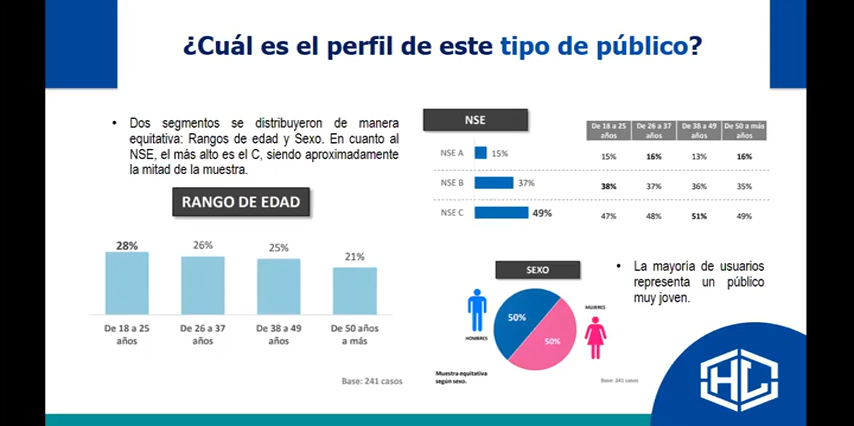 ¿Cuál es el perfil de este tipo de público?
• Dos segmentos se distribuyeron de manera
equitativa: Rangos de edad y Sexo. En cuanto al
NSE, el más alto es el C, siendo aproximadamente
la mitad de la muestra.
RANGO DE EDAD
28% 26% 25% 21%
De 18 a 25 De 26 a 37 De 38 a 49 De 50 años
años años años a más
Base: 241 casos
NSE
NSE A 15%
NSE B 37%
NSE C 49%
De 18 a 25 De 26 a 37 De 38 a 49 De 50 a más
años años años años
15% 16% 13% 16%
38% 37% 36% 35%
47% 48% 51% 49%
SEXO
HOMBRES
50%
MUJERES
50%
Muestra equitativa
según sexo.
Base: 241 casos
• La mayoría de usuarios
representa un público
muy joven.
HL